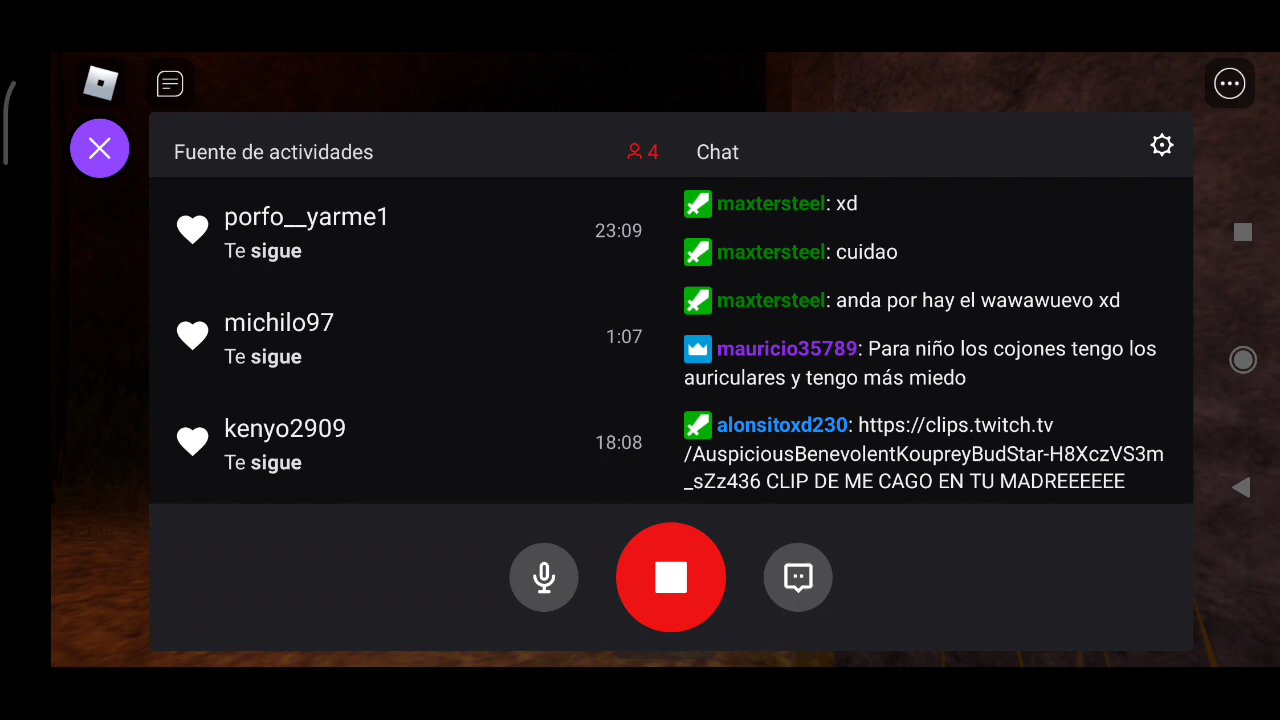 Fuente de actividades
4
Chat
porfo__yarme1
Te sigue
23:09
michilo97
Te sigue
1:07
kenyo2909
Te sigue
18:08
maxtersteel: xd
maxtersteel: cuidao
maxtersteel: anda por hay el wawawuevo xd
mauricio35789: Para niño los cojones tengo los
auriculares y tengo más miedo
alonsitoxd230: https://clips.twitch.tv
/AuspiciousBenevolentKoupreyBudStar-H8XczVS3m
_sZz436 CLIP DE ME CAGO EN TU MADREEEEEE